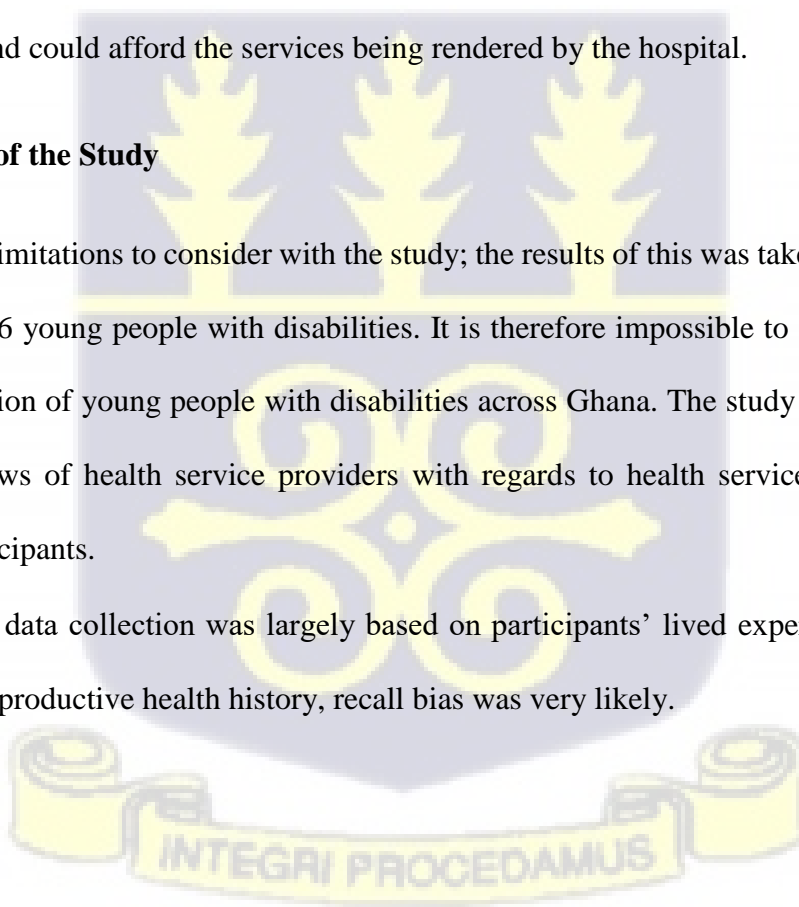 nd could afford the services being rendered by the hospital.
of the Study
imitations to consider with the study; the results of this was take
6 young people with disabilities. It is therefore impossible to
ion of young people with disabilities across Ghana. The study
ws of health service providers with regards to health service
cipants.
data collection was largely based on participants’ lived exper
productive health history, recall bias was very likely.
INTEGRI PROCEDAMUS